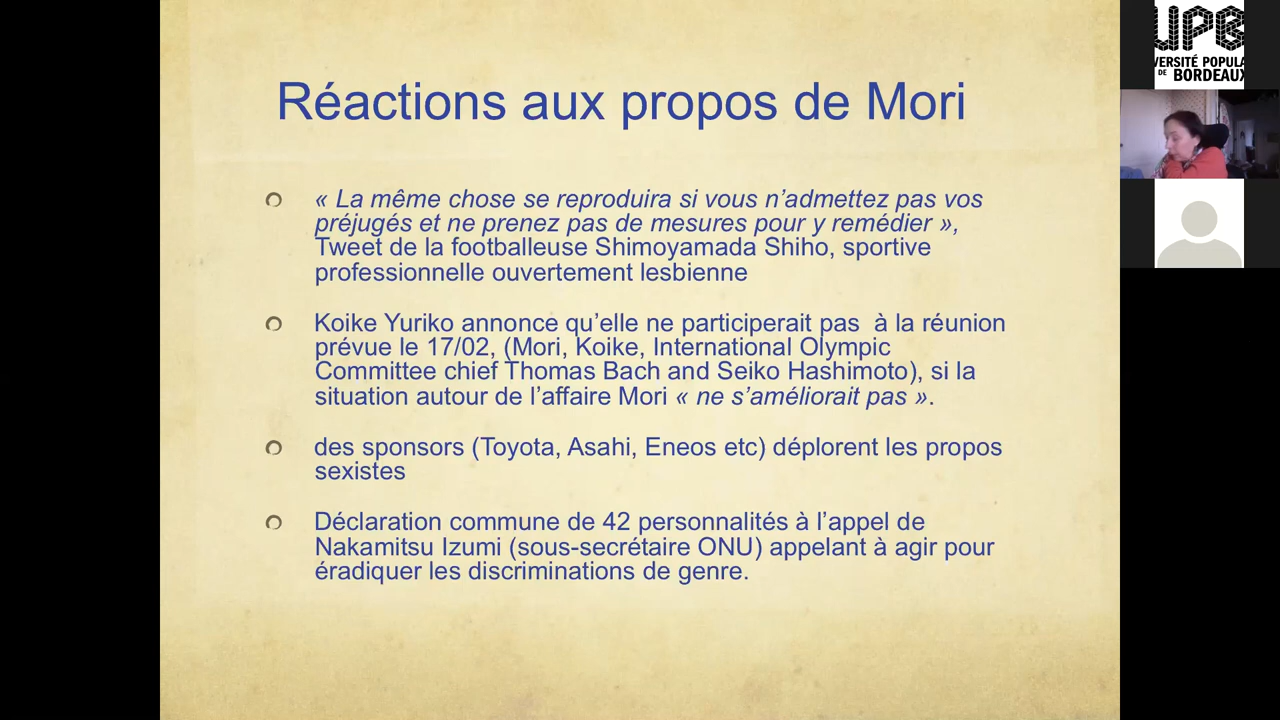 Réactions aux propos de Mori
« La même chose se reproduira si vous n’admettez pas vos
préjugés et ne prenez pas de mesures pour y remédier »,
Tweet de la footballeuse Shimoyamada Shiho, sportive
professionnelle ouvertement lesbienne
Koike Yuriko annonce qu’elle ne participerait pas  à la réunion
prévue le 17/02, (Mori, Koike, International Olympic
Committee chief Thomas Bach and Seiko Hashimoto), si la
situation autour de l’affaire Mori « ne s’améliorait pas ».
des sponsors (Toyota, Asahi, Eneos etc) déplorent les propos
sexistes
Déclaration commune de 42 personnalités à l’appel de
Nakamitsu Izumi (sous-secrétaire ONU) appelant à agir pour
éradiquer les discriminations de genre.
UPB
VERSITÉ POPULA
DE BORDEAUX